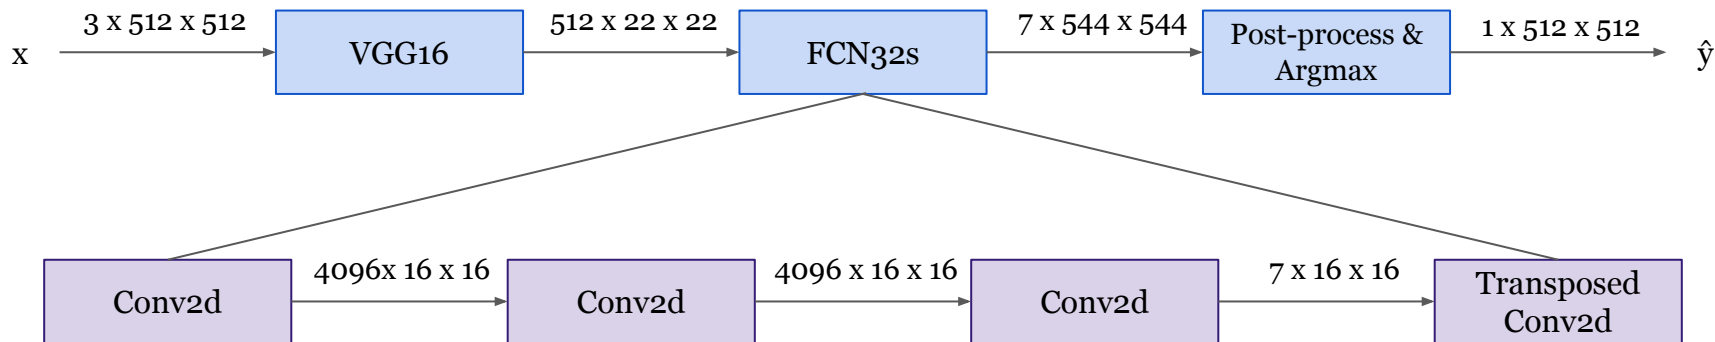 x
3 x 512 x 512
VGG16
512 x 22 x 22
FCN32s
7 x 544 x 544
Post-process &
Argmax
1 x 512 x 512
ŷ
Conv2d
4096x 16 x 16
Conv2d
4096 x 16 x 16
Conv2d
7 x 16 x 16
Transposed
Conv2d